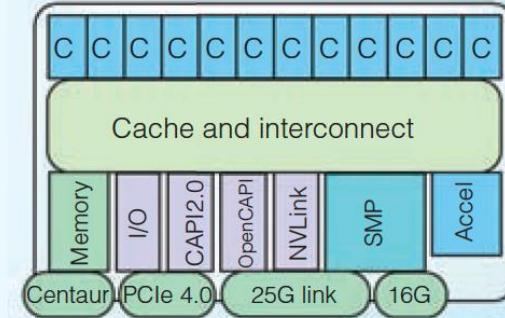 C C C C C C C C C C C C
Cache and interconnect
Memory I/O CAPI2.0 OpenCAPI NVLink SMP Accel
Centaur PCIe 4.0 25G link 16G